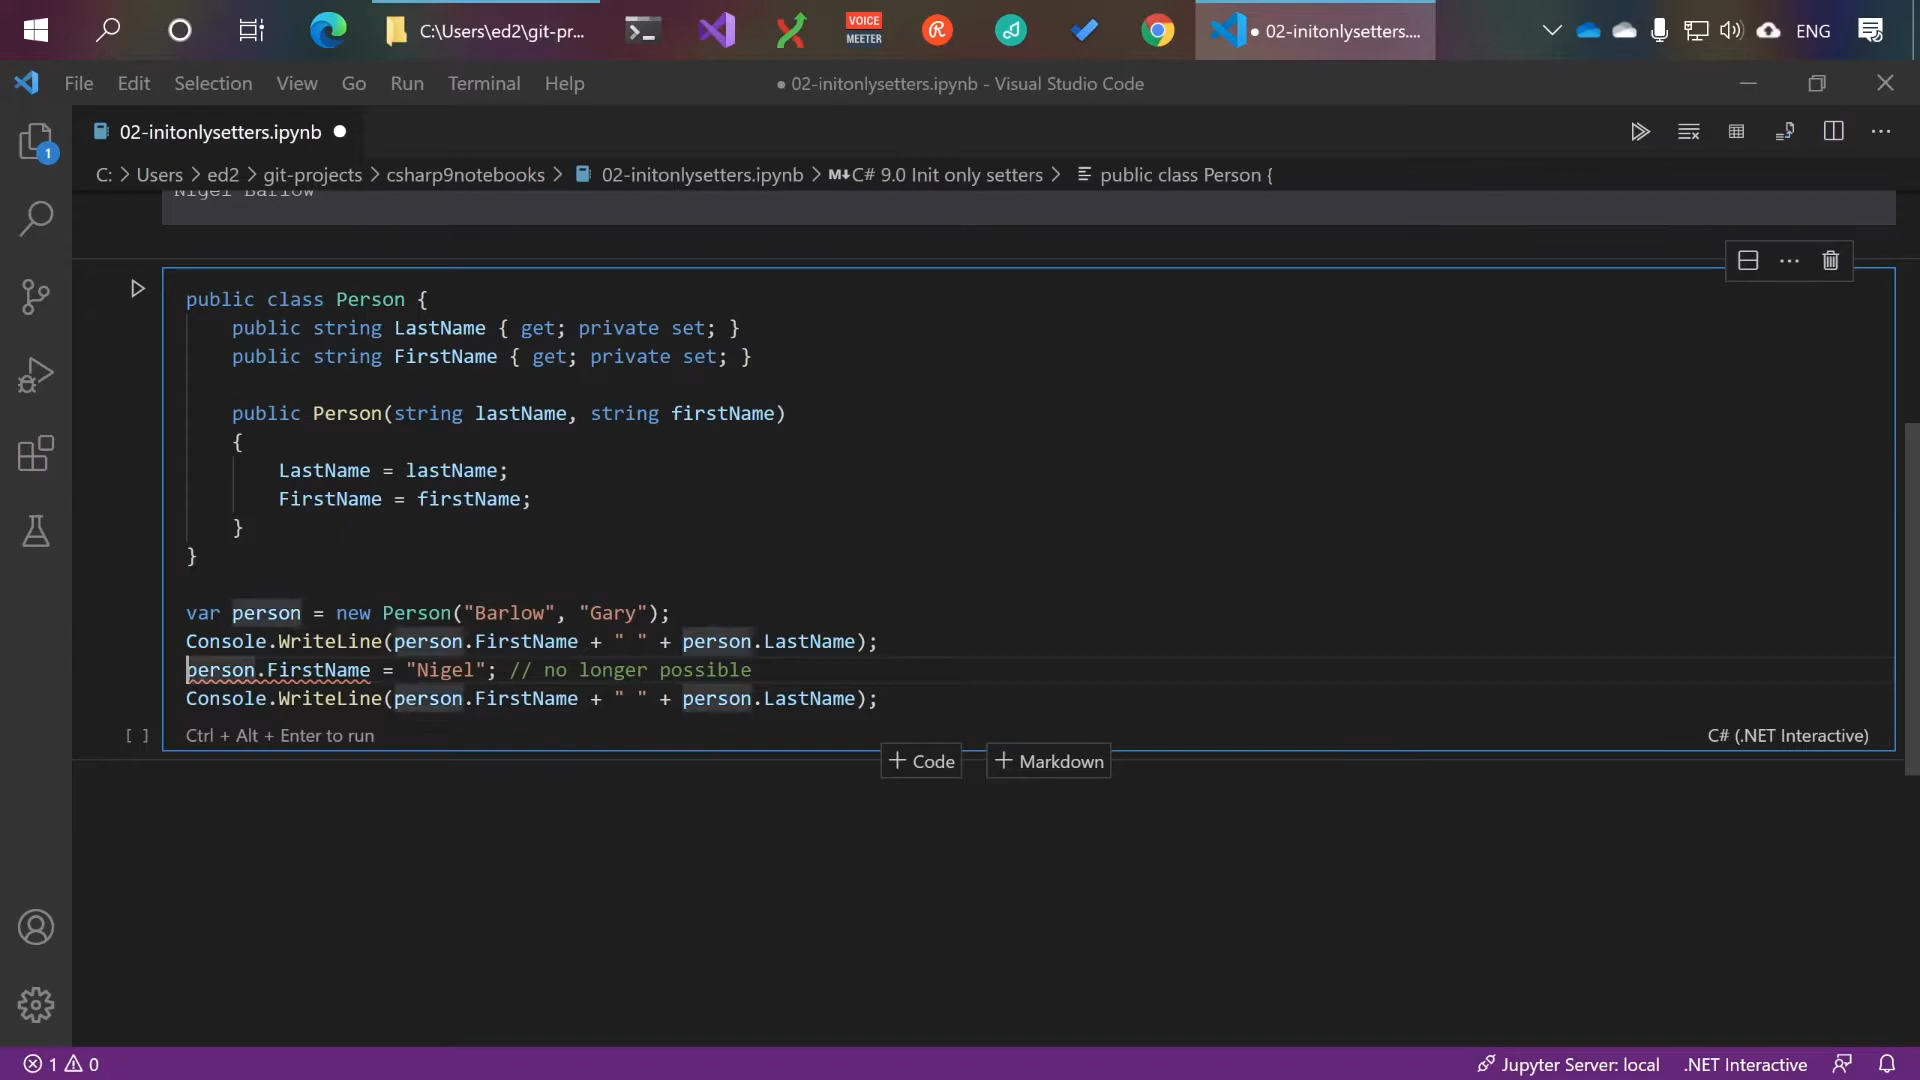 C:\Users\ed2\git-pr...
VOICE
MEETER
● 02-initonlysetters....
ENG
File Edit Selection View Go Run Terminal Help
● 02-initonlysetters.ipynb - Visual Studio Code
02-initonlysetters.ipynb ●
C: > Users > ed2 > git-projects > csharp9notebooks > 02-initonlysetters.ipynb > M↓C# 9.0 Init only setters > public class Person {
Nigel Barlow
1
public class Person {
public string LastName { get; private set; }
public string FirstName { get; private set; }
public Person(string lastName, string firstName)
{
LastName = lastName;
FirstName = firstName;
}
}
var person = new Person("Barlow", "Gary");
Console.WriteLine(person.FirstName + " " + person.LastName);
person.FirstName = "Nigel"; // no longer possible
Console.WriteLine(person.FirstName + " " + person.LastName);
[ ] Ctrl + Alt + Enter to run
C# (.NET Interactive)
+ Code
+ Markdown
1 0
Jupyter Server: local
.NET Interactive